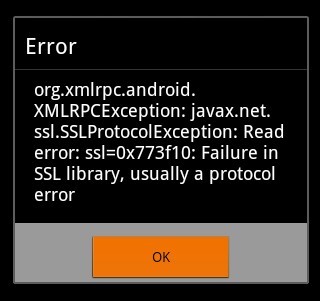 Error
org.xmlrpc.android.
XMLRPCException: javax.net.
ssl.SSLProtocolException: Read
error: ssl=0x773f10: Failure in
SSL library, usually a protocol
error
OK